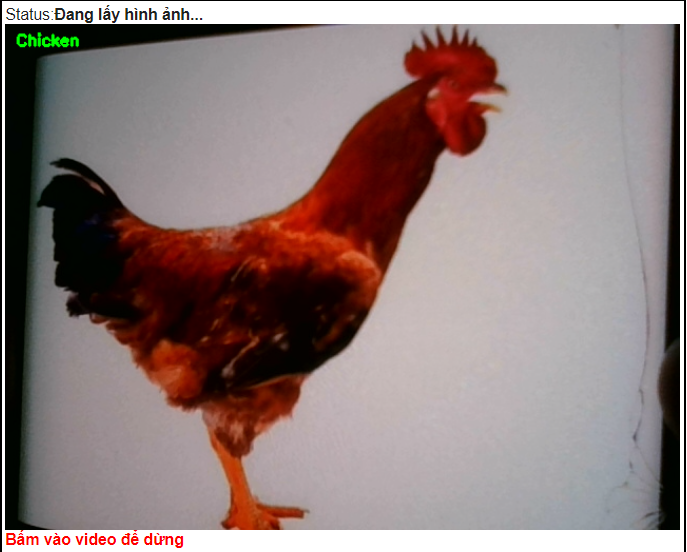 Status:Đang lấy hình ảnh...
Chicken
Bấm vào video để dừng